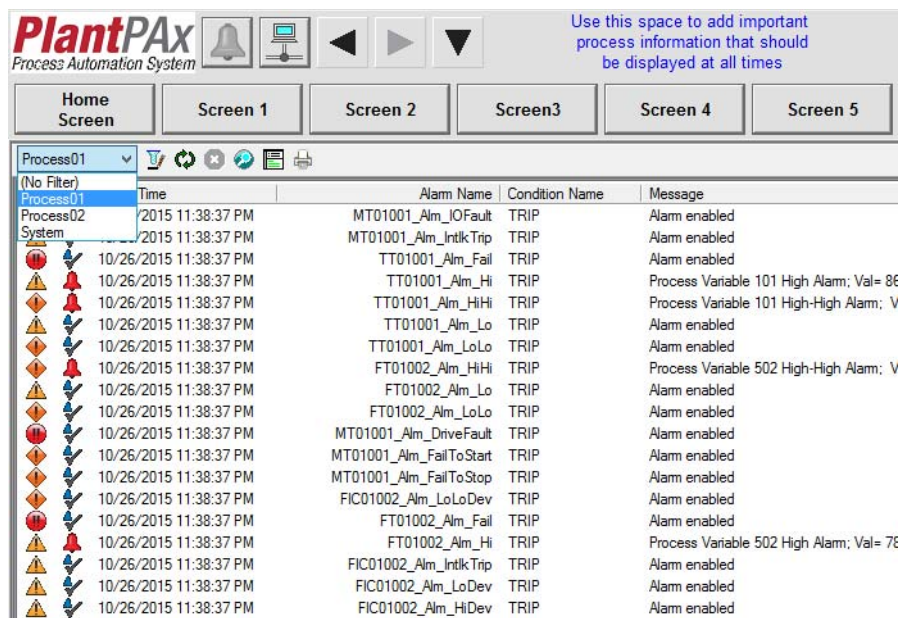 PlantPAx
Process Automation System
Use this space to add important
process information that should
be displayed at all times
Home
Screen
Screen 1
Screen 2
Screen3
Screen 4
Screen 5
Process01
(No Filter)
Process01
Process02
System
Time Alarm Name Condition Name Message
/2015 11:38:37 PM MT01001_Alm_IOFault TRIP Alarm enabled
/2015 11:38:37 PM MT01001_Alm_IntlkTrip TRIP Alarm enabled
10/26/2015 11:38:37 PM TT01001_Alm_Fail TRIP Alarm enabled
10/26/2015 11:38:37 PM TT01001_Alm_Hi TRIP Process Variable 101 High Alarm; Val= 86
10/26/2015 11:38:37 PM TT01001_Alm_HiHi TRIP Process Variable 101 High-High Alarm; V
10/26/2015 11:38:37 PM TT01001_Alm_Lo TRIP Alarm enabled
10/26/2015 11:38:37 PM TT01001_Alm_LoLo TRIP Alarm enabled
10/26/2015 11:38:37 PM FT01002_Alm_HiHi TRIP Process Variable 502 High-High Alarm; V
10/26/2015 11:38:37 PM FT01002_Alm_Lo TRIP Alarm enabled
10/26/2015 11:38:37 PM FT01002_Alm_LoLo TRIP Alarm enabled
10/26/2015 11:38:37 PM MT01001_Alm_DriveFault TRIP Alarm enabled
10/26/2015 11:38:37 PM MT01001_Alm_FailToStart TRIP Alarm enabled
10/26/2015 11:38:37 PM MT01001_Alm_FailToStop TRIP Alarm enabled
10/26/2015 11:38:37 PM FIC01002_Alm_LoLoDev TRIP Alarm enabled
10/26/2015 11:38:37 PM FT01002_Alm_Fail TRIP Alarm enabled
10/26/2015 11:38:37 PM FT01002_Alm_Hi TRIP Process Variable 502 High Alarm; Val= 78
10/26/2015 11:38:37 PM FIC01002_Alm_IntlkTrip TRIP Alarm enabled
10/26/2015 11:38:37 PM FIC01002_Alm_LoDev TRIP Alarm enabled
10/26/2015 11:38:37 PM FIC01002_Alm_HiDev TRIP Alarm enabled